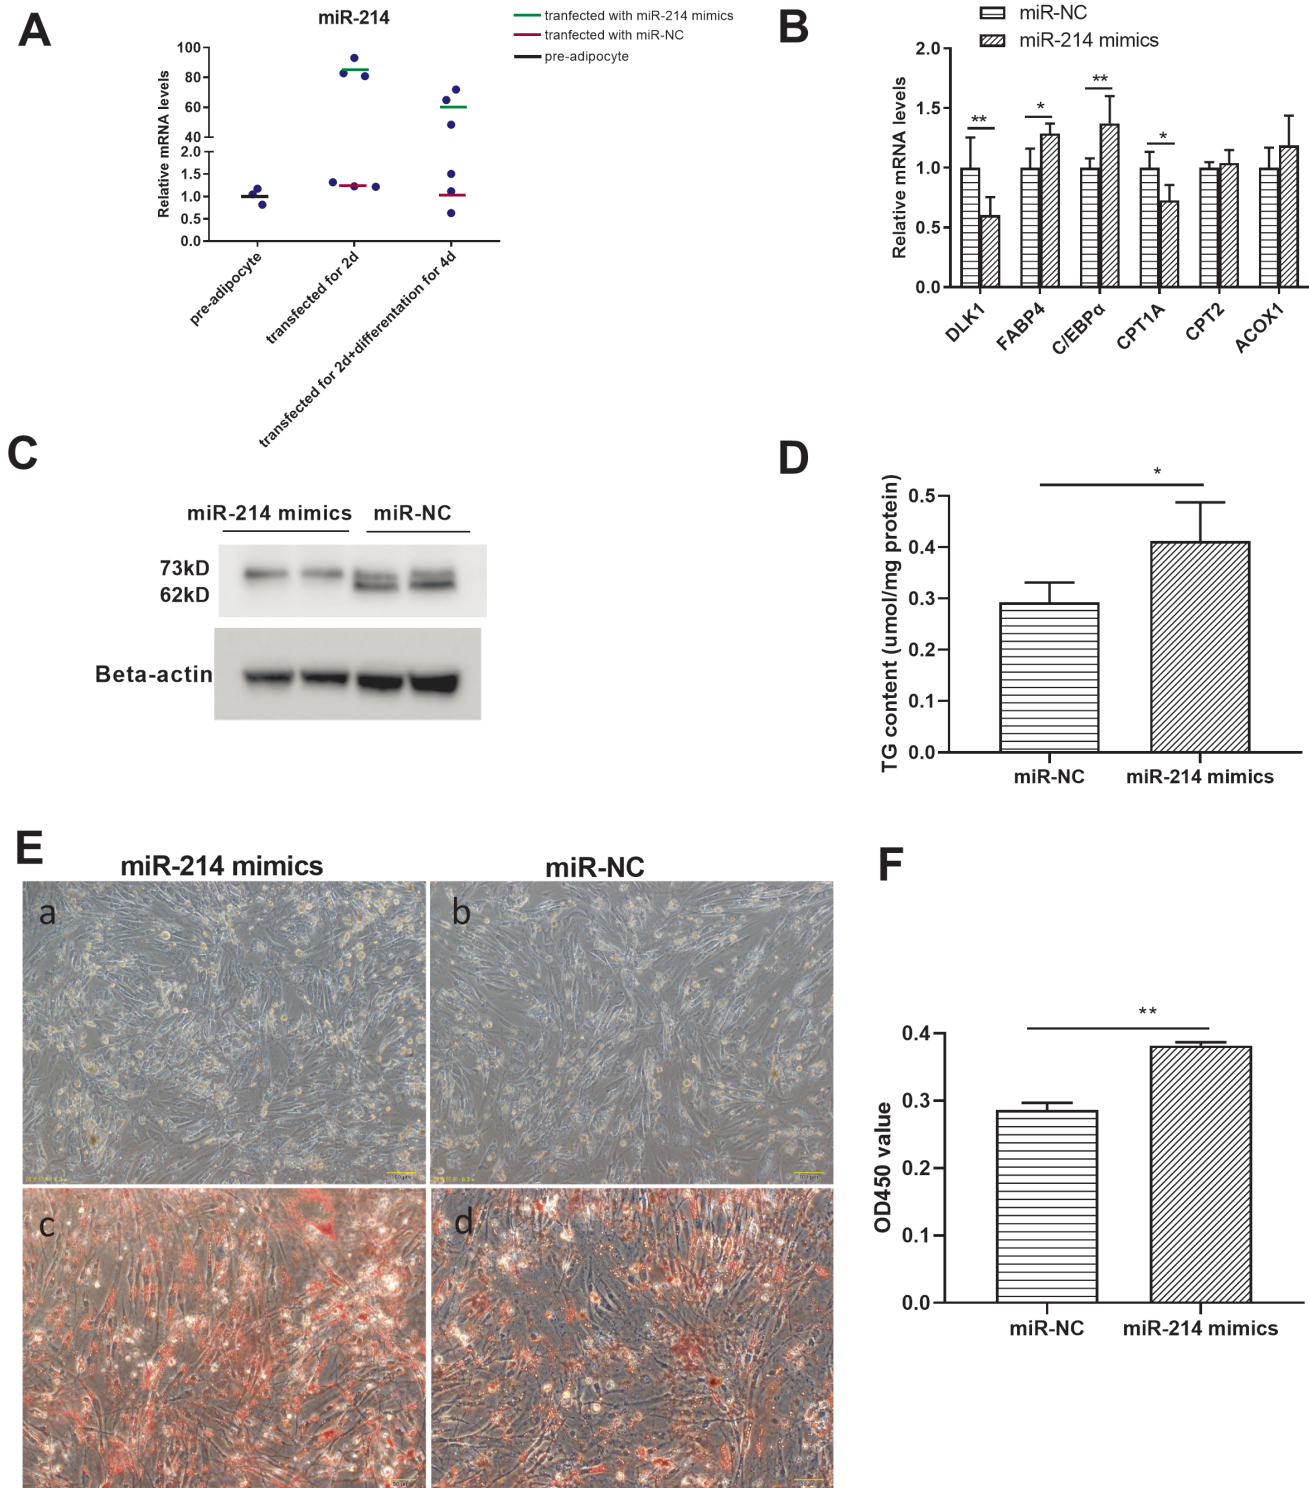 A
miR-214
tranfected with miR-214 mimics
tranfected with miR-NC
pre-adipocyte
Relative mRNA levels
100
80
60
40
2.0
1.5
1.0
0.5
0.0
pre-adipocyte
transfected for 2d
transfected for 2d+differentation for 4d
B
miR-NC
miR-214 mimics
Relative mRNA levels
2.0
1.5
1.0
0.5
0.0
**
*
**
*
DLK1
FABP4
C/EBPα
CPT1A
CPT2
ACOX1
C
miR-214 mimics
miR-NC
73kD
62kD
Beta-actin
D
TG content (umol/mg protein)
0.5
0.4
0.3
0.2
0.1
0.0
*
miR-NC
miR-214 mimics
E
miR-214 mimics
miR-NC
a
b
c
d
F
OD450 value
0.4
0.3
0.2
0.1
0.0
**
miR-NC
miR-214 mimics